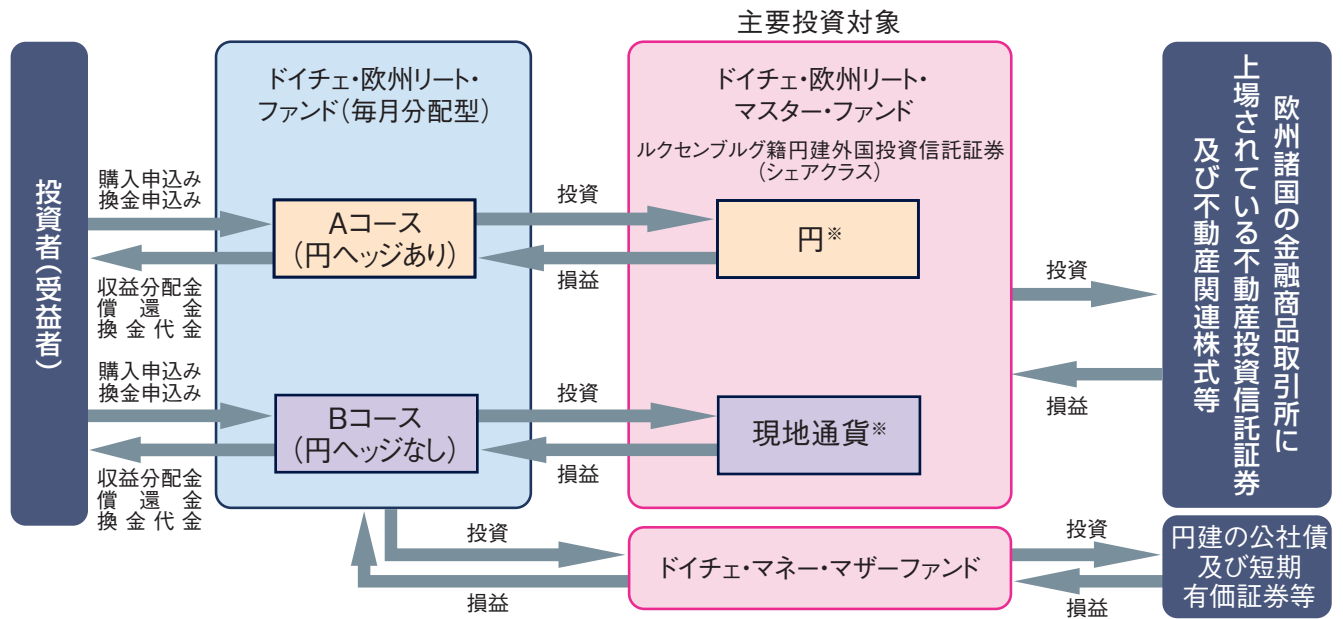 主要投資対象
投資者(受益者)
購入申込み
換金申込み
収益分配金
償還金
換金代金
購入申込み
換金申込み
収益分配金
償還金
換金代金
ドイチェ・欧州リート・
ファンド(毎月分配型)
Aコース
(円ヘッジあり)
Bコース
(円ヘッジなし)
投資
損益
投資
損益
投資
損益
ドイチェ・欧州リート・
マスター・ファンド
ルクセンブルグ籍円建外国投資信託証券
(シェアクラス)
円※
現地通貨※
ドイチェ・マネー・マザーファンド
投資
損益
投資
損益
欧州諸国の金融商品取引所に
上場されている不動産投資信託証券
及び不動産関連株式等
円建の公社債
及び短期
有価証券等